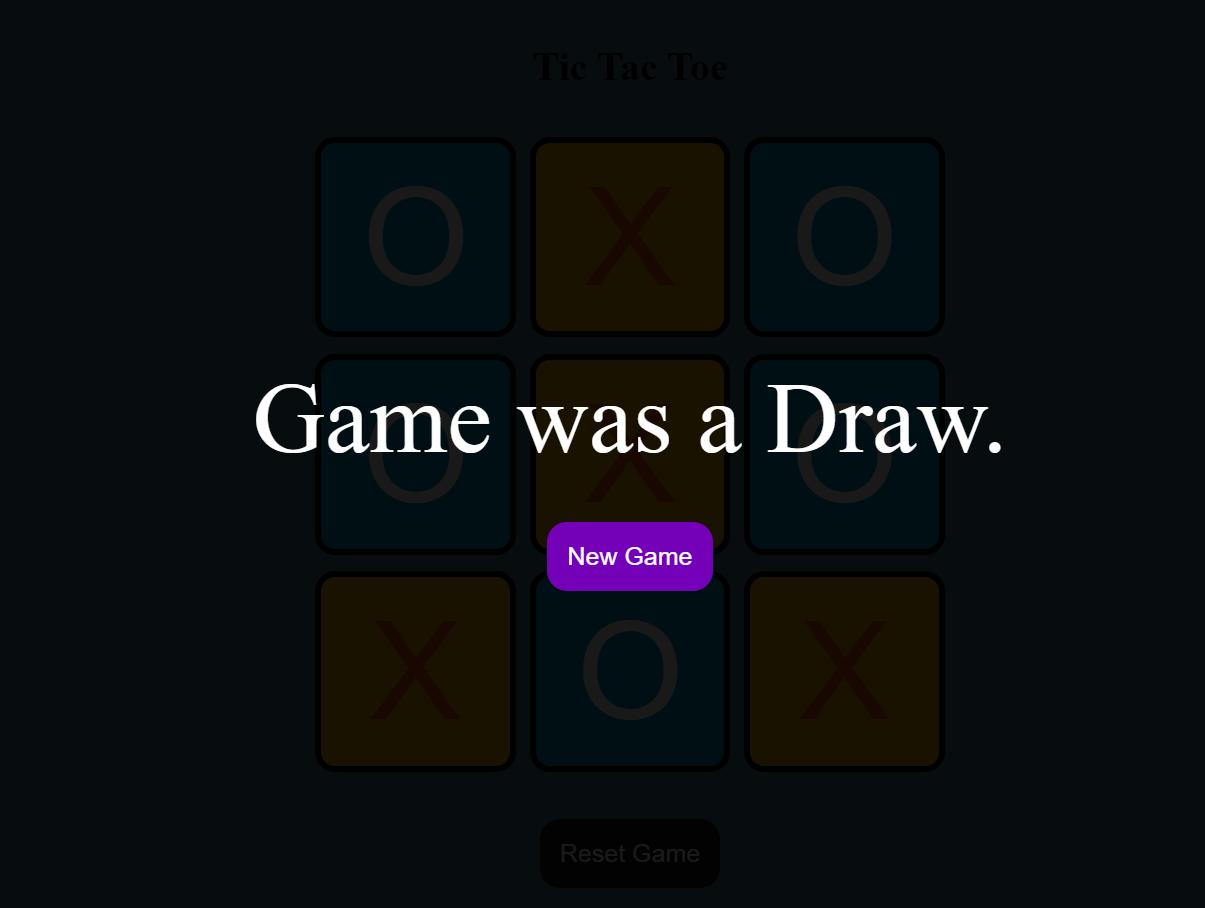 Tic Tac Toe
O X O
Game was a Draw.
O X O
New Game
X O X
Reset Game